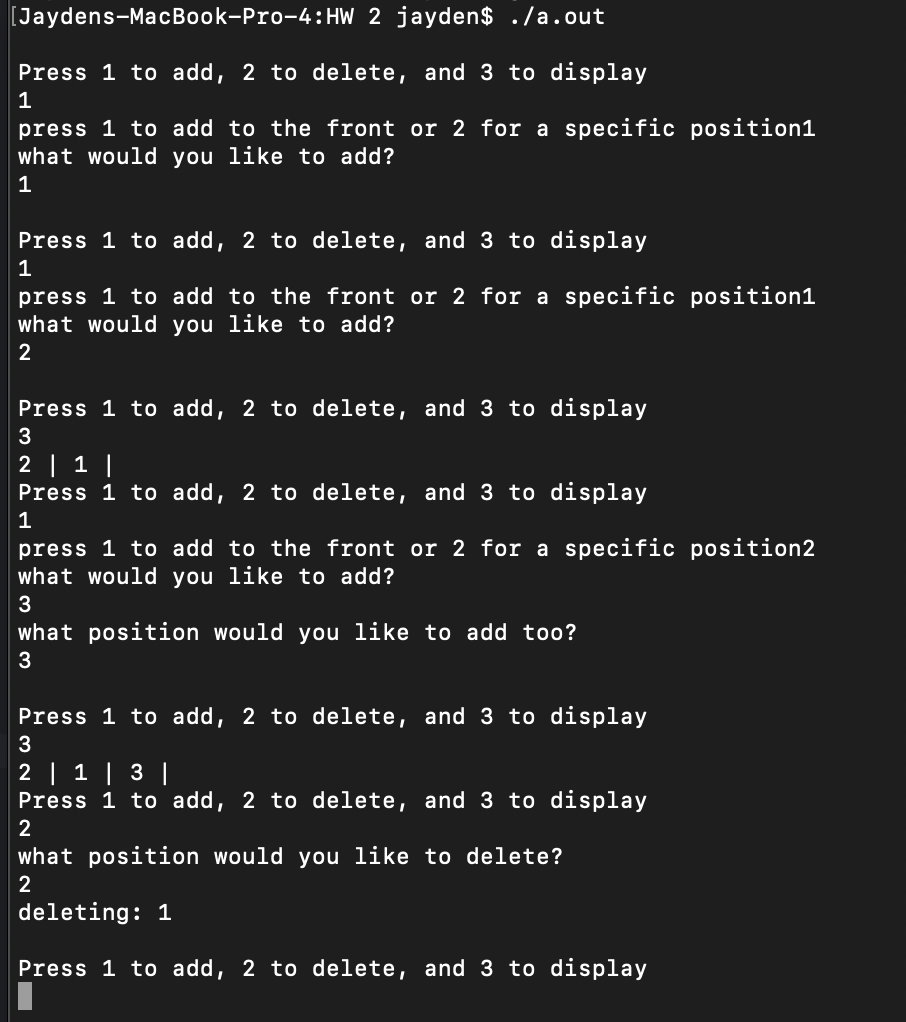 [Jaydens-MacBook-Pro-4:HW 2 jayden$ ./a.out
Press 1 to add, 2 to delete, and 3 to display
1
press 1 to add to the front or 2 for a specific position1
what would you like to add?
1
Press 1 to add, 2 to delete, and 3 to display
1
press 1 to add to the front or 2 for a specific position1
what would you like to add?
2
Press 1 to add, 2 to delete, and 3 to display
3
2 | 1 |
Press 1 to add, 2 to delete, and 3 to display
1
press 1 to add to the front or 2 for a specific position2
what would you like to add?
3
what position would you like to add too?
3
Press 1 to add, 2 to delete, and 3 to display
3
2 | 1 | 3 |
Press 1 to add, 2 to delete, and 3 to display
2
what position would you like to delete?
2
deleting: 1
Press 1 to add, 2 to delete, and 3 to display